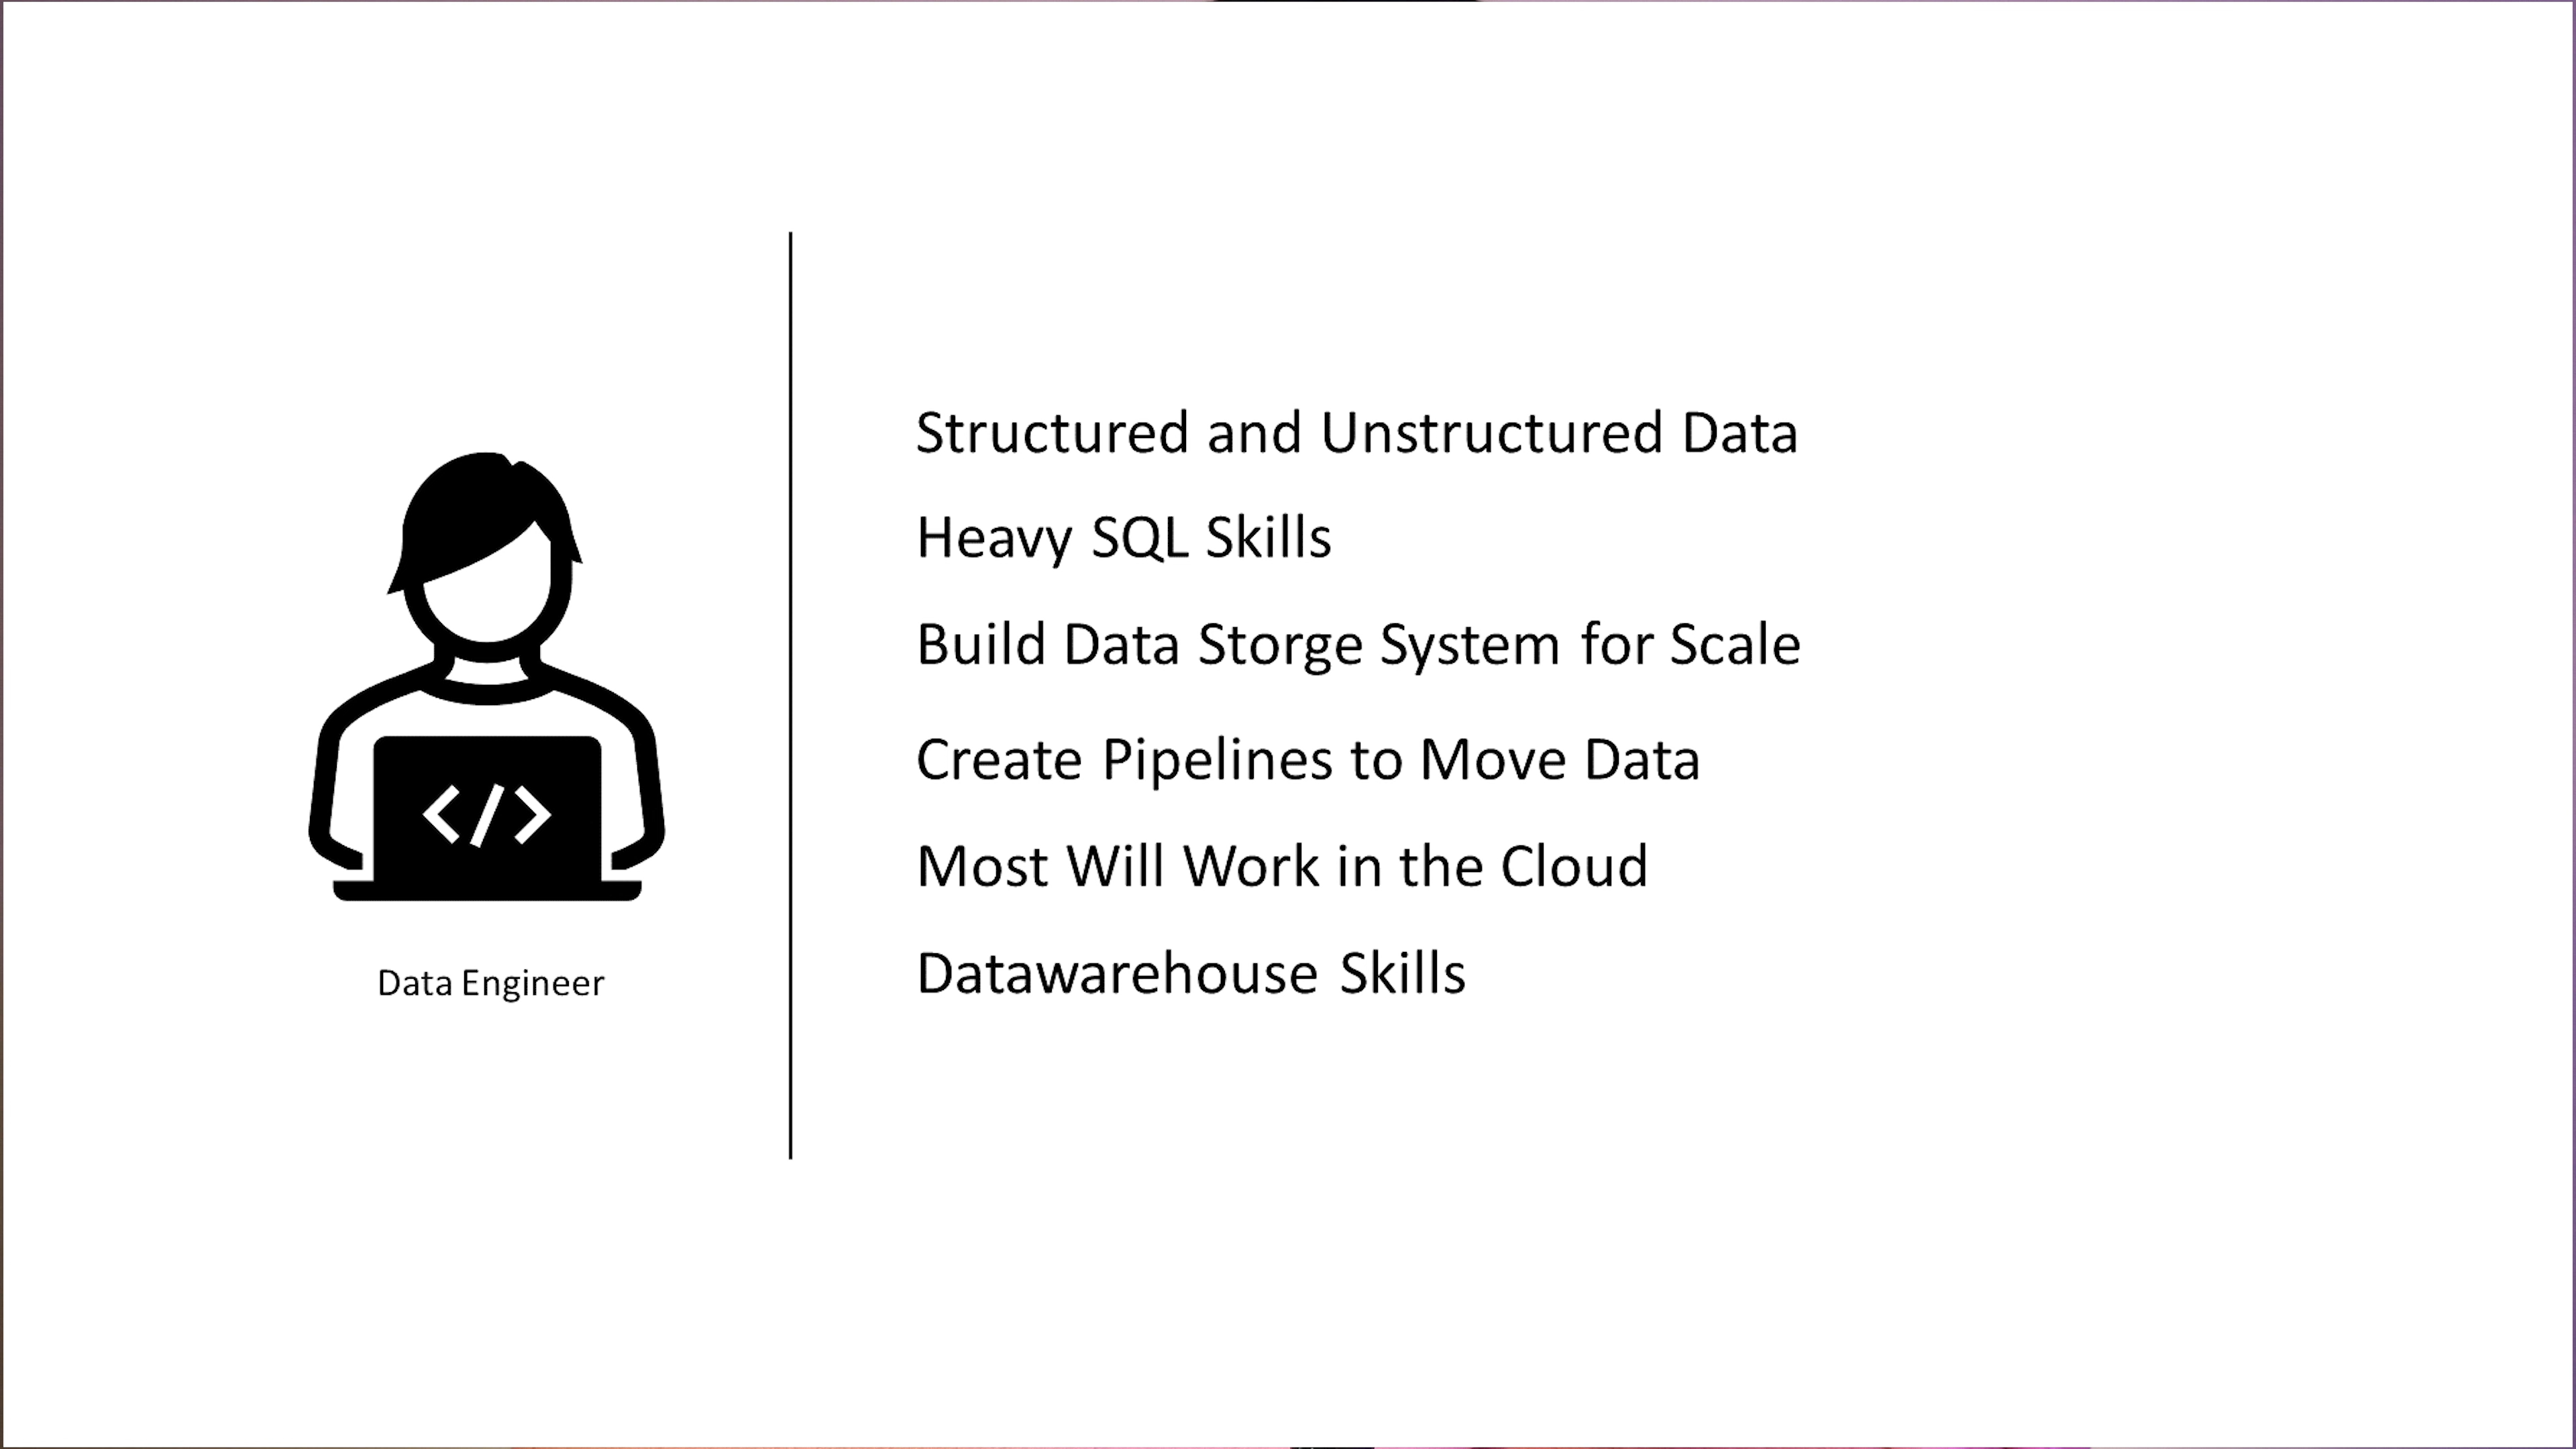 Structured and Unstructured Data
Heavy SQL Skills
Build Data Storge System for Scale
Create Pipelines to Move Data
Most Will Work in the Cloud
Datawarehouse Skills
</>
Data Engineer